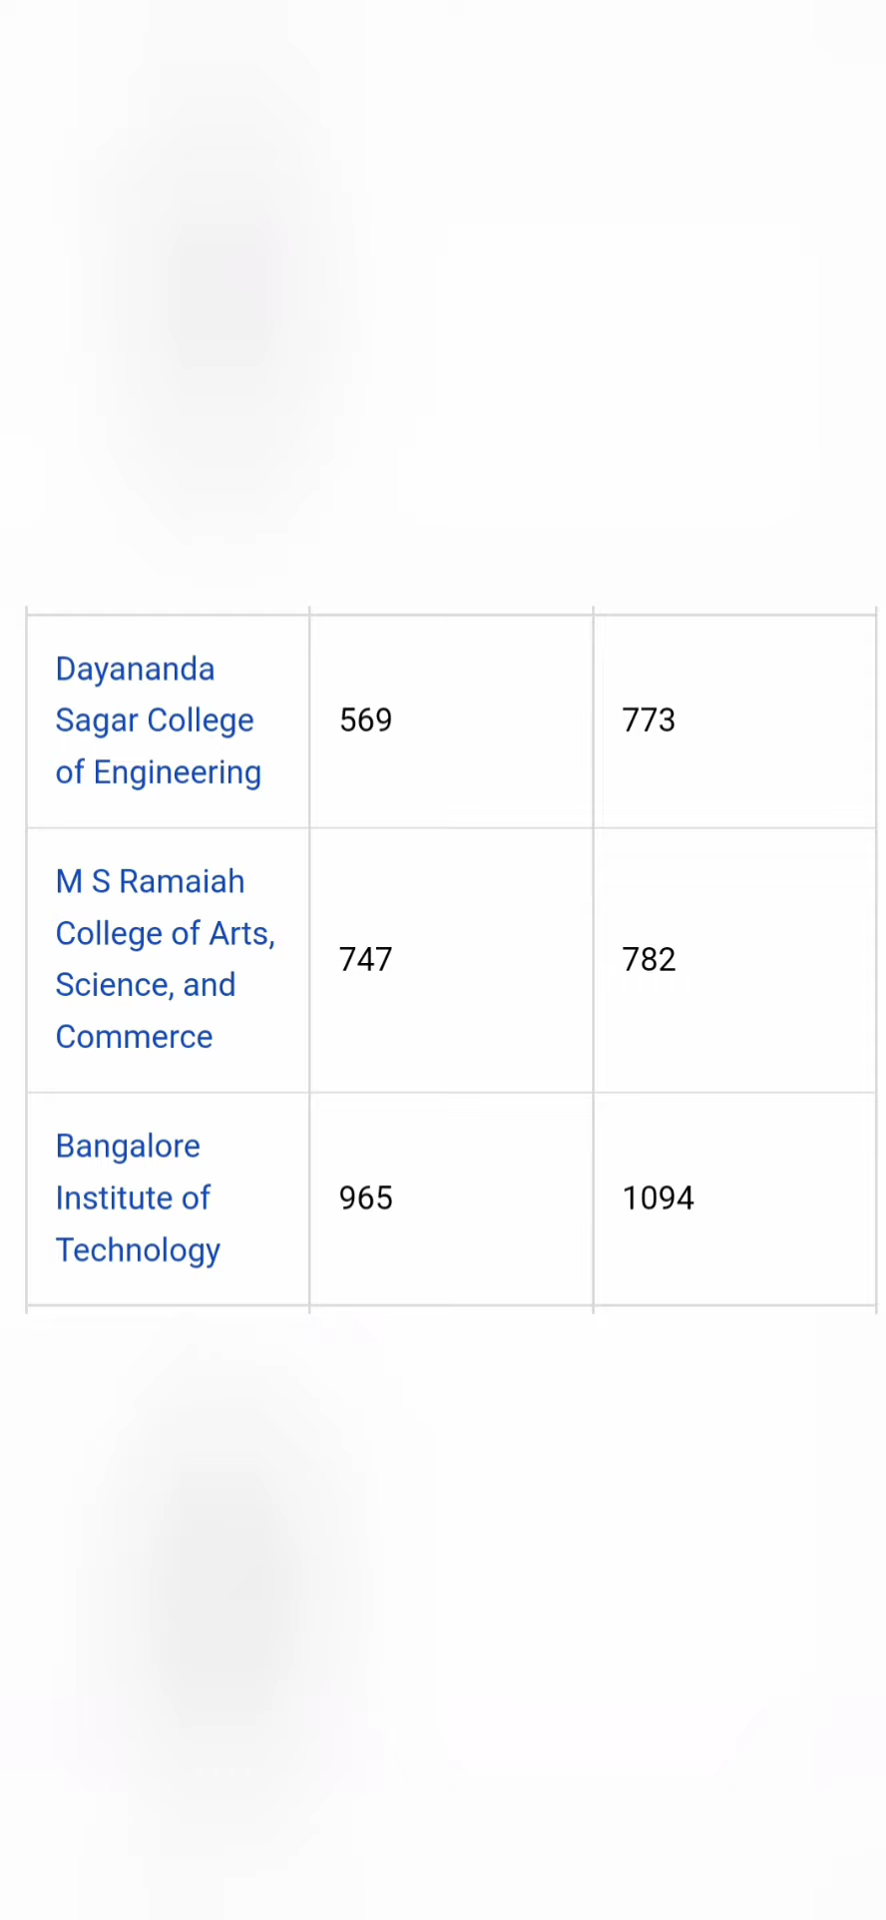 Dayananda
Sagar College
of Engineering
569
773
M S Ramaiah
College of Arts,
Science, and
Commerce
747
782
Bangalore
Institute of
Technology
965
1094